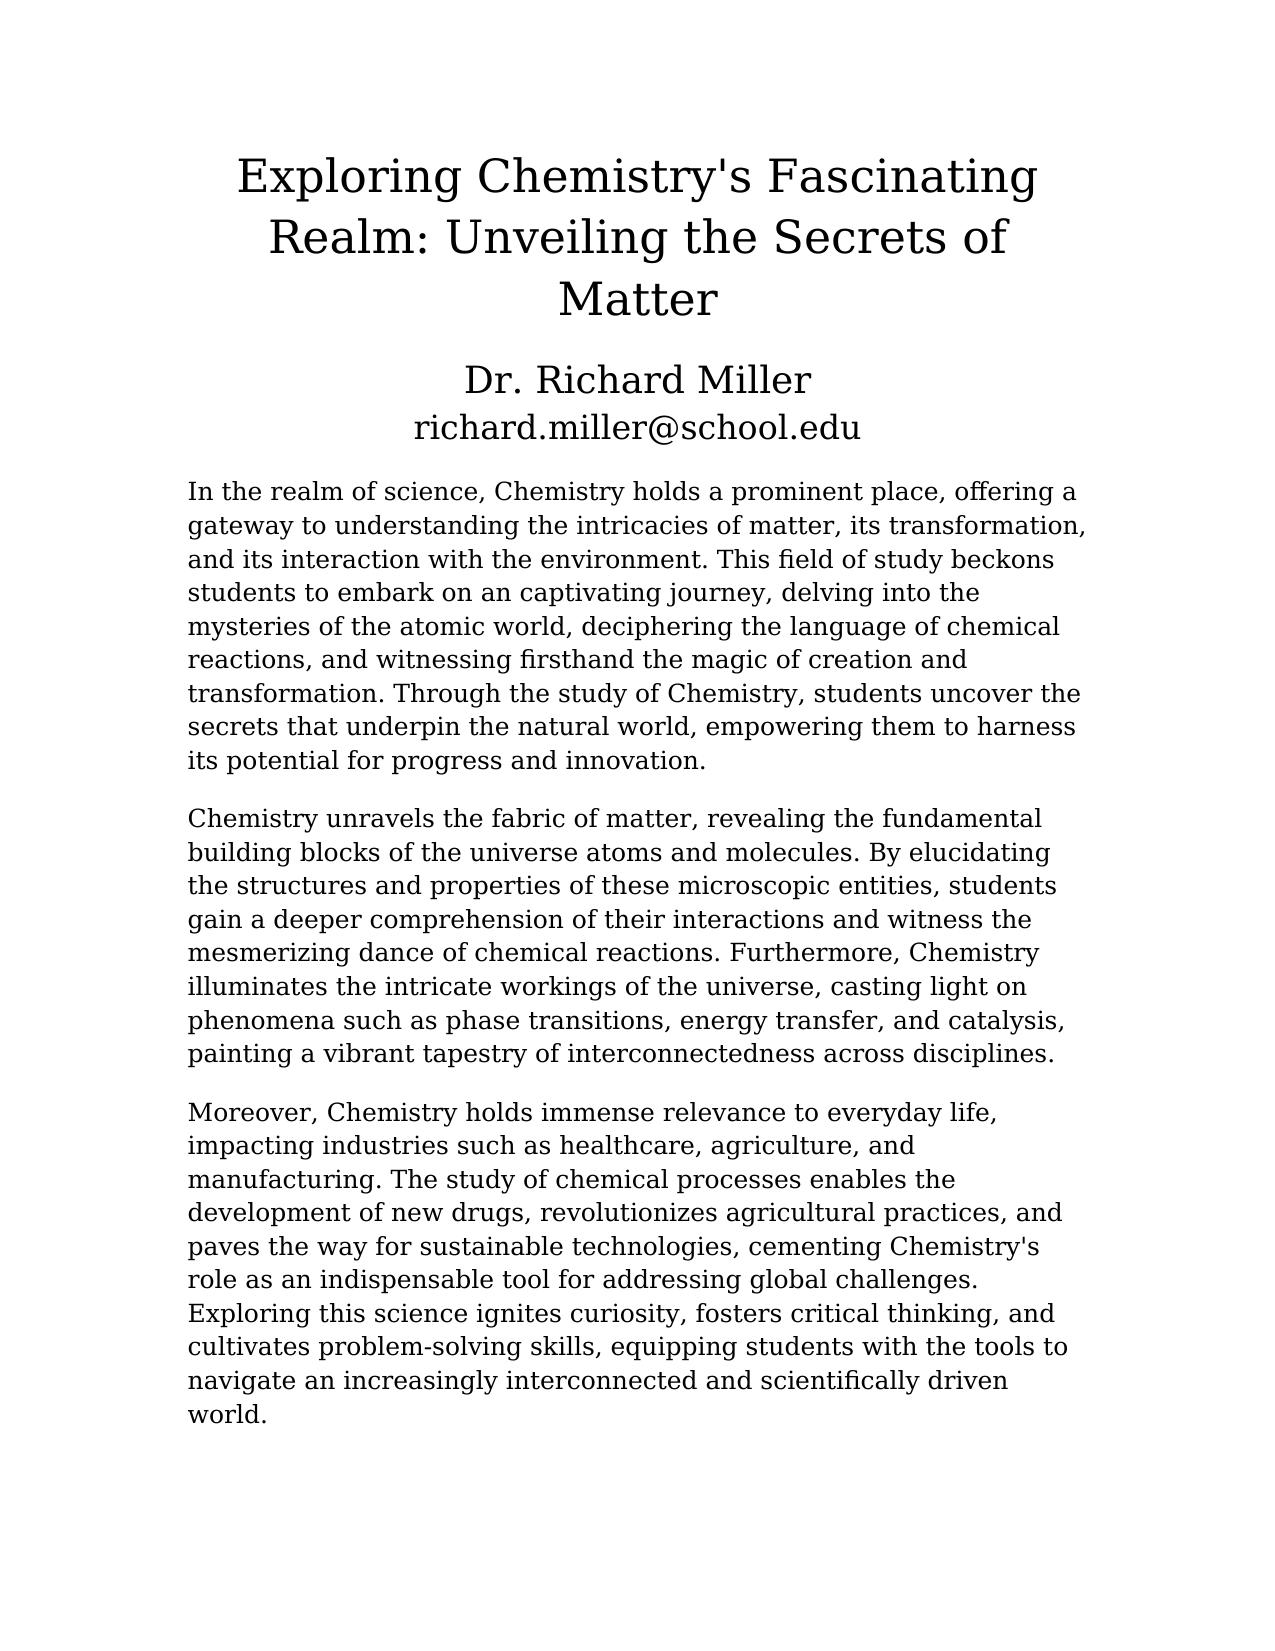 Exploring Chemistry's Fascinating
Realm: Unveiling the Secrets of
Matter
Dr. Richard Miller
richard.miller@school.edu
In the realm of science, Chemistry holds a prominent place, offering a
gateway to understanding the intricacies of matter, its transformation,
and its interaction with the environment. This field of study beckons
students to embark on an captivating journey, delving into the
mysteries of the atomic world, deciphering the language of chemical
reactions, and witnessing firsthand the magic of creation and
transformation. Through the study of Chemistry, students uncover the
secrets that underpin the natural world, empowering them to harness
its potential for progress and innovation.
Chemistry unravels the fabric of matter, revealing the fundamental
building blocks of the universe atoms and molecules. By elucidating
the structures and properties of these microscopic entities, students
gain a deeper comprehension of their interactions and witness the
mesmerizing dance of chemical reactions. Furthermore, Chemistry
illuminates the intricate workings of the universe, casting light on
phenomena such as phase transitions, energy transfer, and catalysis,
painting a vibrant tapestry of interconnectedness across disciplines.
Moreover, Chemistry holds immense relevance to everyday life,
impacting industries such as healthcare, agriculture, and
manufacturing. The study of chemical processes enables the
development of new drugs, revolutionizes agricultural practices, and
paves the way for sustainable technologies, cementing Chemistry's
role as an indispensable tool for addressing global challenges.
Exploring this science ignites curiosity, fosters critical thinking, and
cultivates problem-solving skills, equipping students with the tools to
navigate an increasingly interconnected and scientifically driven
world.